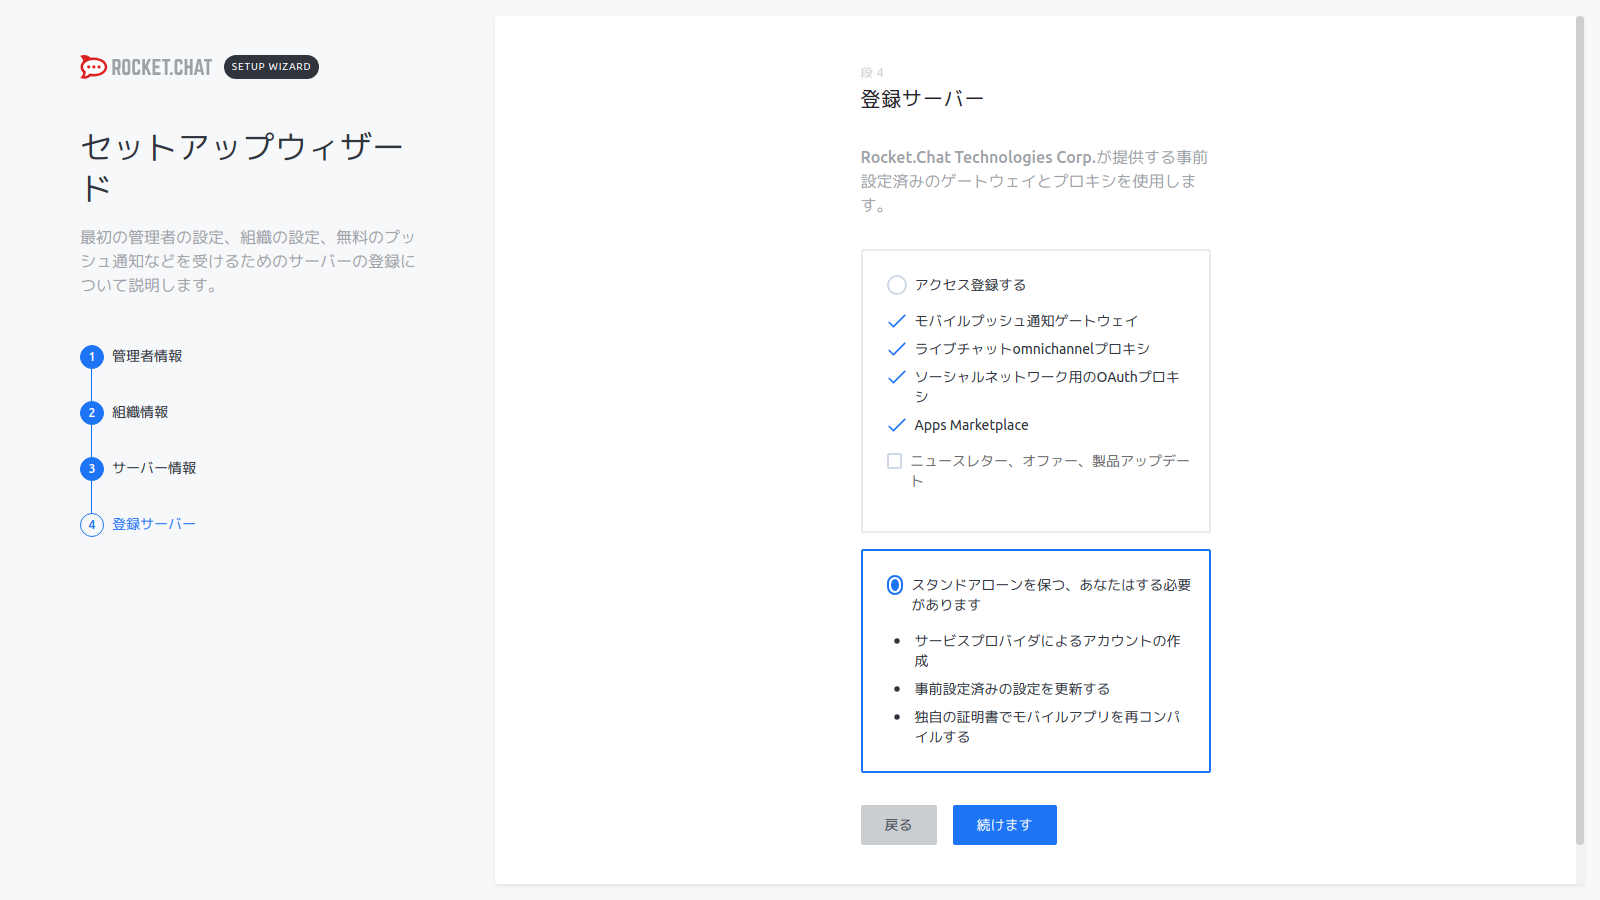 ROCKET.CHAT SETUP WIZARD
セットアップウィザー
ド
最初の管理者の設定、組織の設定、無料のプッ
シュ通知などを受けるためのサーバーの登録に
ついて説明します。
1 管理者情報
2 組織情報
3 サーバー情報
4 登録サーバー
段 4
登録サーバー
Rocket.Chat Technologies Corp.が提供する事前
設定済みのゲートウェイとプロキシを使用しま
す。
アクセス登録する
モバイルプッシュ通知ゲートウェイ
ライブチャットomnichannelプロキシ
ソーシャルネットワーク用のOAuthプロキ
シ
Apps Marketplace
ニュースレター、オファー、製品アップデー
ト
スタンドアローンを保つ、あなたはする必要
があります
サービスプロバイダによるアカウントの作
成
事前設定済みの設定を更新する
独自の証明書でモバイルアプリを再コンパ
イルする
戻る 続けます